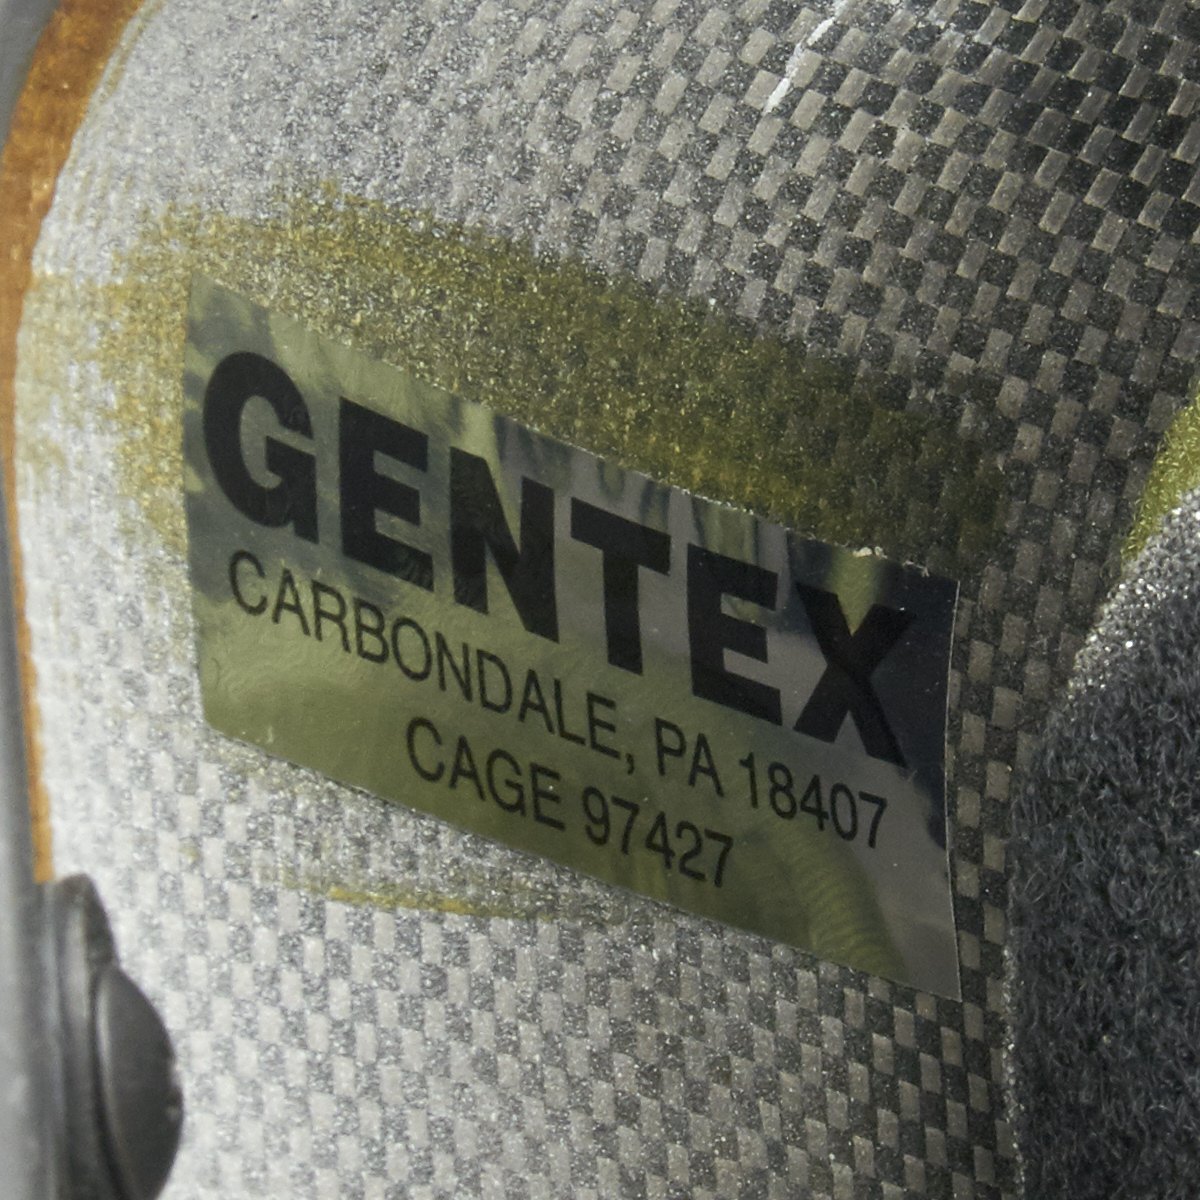 GENTEX
CARBONDALE, PA 18407
CAGE 97427